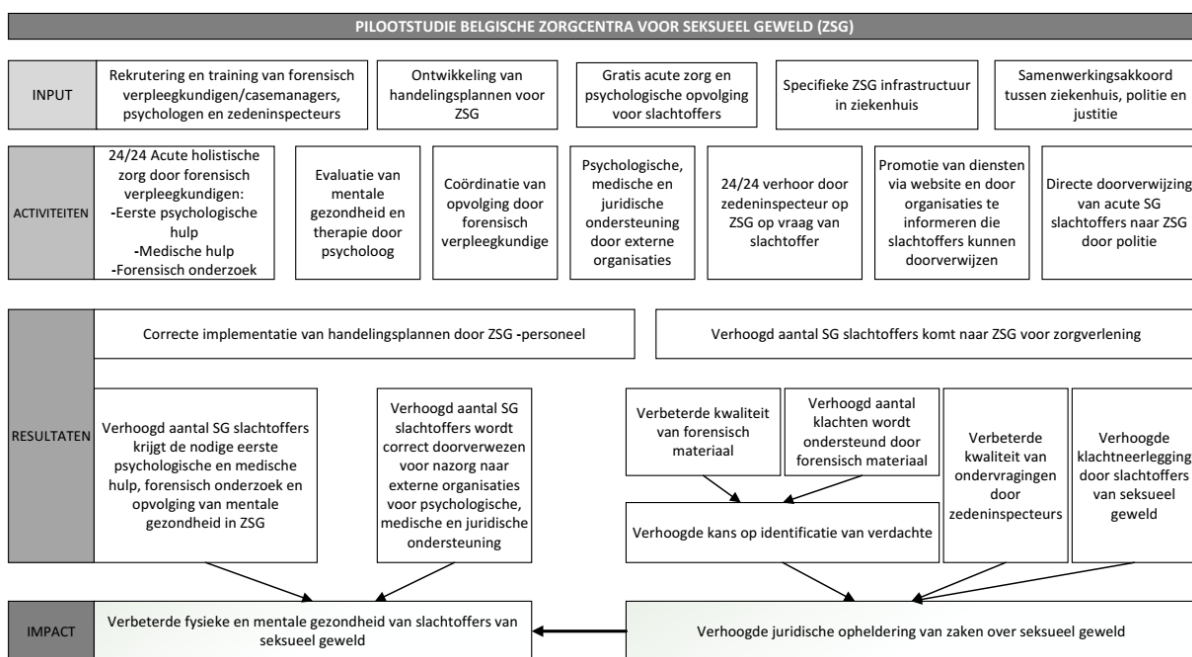 PILOOTSTUDIE BELGISCHE ZORGCENTRA VOOR SEKSUEEL GEWELD (ZSG)
INPUT
Rekrutering en training van forensisch
verpleegkundigen/casemanagers,
psychologen en zedeninspecteurs
Ontwikkeling van
handelingsplannen voor
ZSG
Gratis acute zorg en
psychologische opvolging
voor slachtoffers
Specifieke ZSG infrastructuur
in ziekenhuis
Samenwerkingsakkoord
tussen ziekenhuis, politie en
justitie
ACTIVITEITEN
24/24 Acute holistische
zorg door forensisch
verpleegkundigen:
-Eerste psychologische
hulp
-Medische hulp
-Forensisch onderzoek
Evaluatie van
mentale
gezondheid en
therapie door
psycholoog
Coördinatie van
opvolging door
forensisch
verpleegkundige
Psychologische,
medische en
juridische
ondersteuning
door externe
organisaties
24/24 verhoor door
zedeninspecteur op
ZSG op vraag van
slachtoffer
Promotie van diensten
via website en door
organisaties te
informeren die
slachtoffers kunnen
doorverwijzen
Directe doorverwijzing
van acute SG
slachtoffers naar ZSG
door politie
RESULTATEN
Correcte implementatie van handelingsplannen door ZSG -personeel
Verhoogd aantal SG slachtoffers komt naar ZSG voor zorgverlening
Verhoogd aantal SG slachtoffers
krijgt de nodige eerste
psychologische en medische
hulp, forensisch onderzoek en
opvolging van mentale
gezondheid in ZSG
Verhoogd aantal SG
slachtoffers wordt
correct doorverwezen
voor nazorg naar
externe organisaties
voor psychologische,
medische en juridische
ondersteuning
Verbeterde kwaliteit
van forensisch
materiaal
Verhoogd aantal
klachten wordt
ondersteund door
forensisch materiaal
Verhoogde kans op identificatie van verdachte
Verbeterde
kwaliteit van
ondervragingen
door
zedeninspecteurs
Verhoogde
klachtneerlegging
door slachtoffers
van seksueel
geweld
IMPACT
Verbeterde fysieke en mentale gezondheid van slachtoffers van
seksueel geweld
Verhoogde juridische opheldering van zaken over seksueel geweld